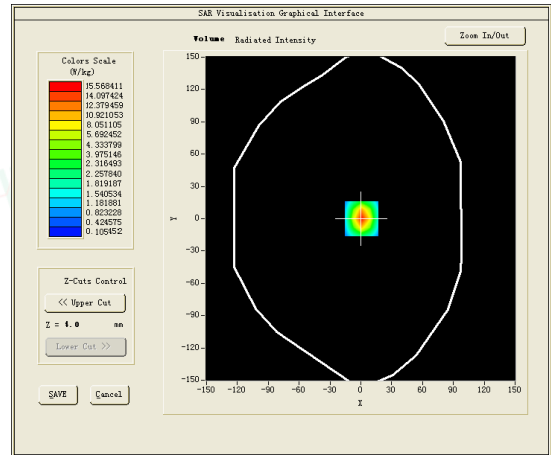 SAR Visualisation Graphical Interface
Volume Radiated Intensity
Zoom In/Out
Colors Scale
(W/kg)
15.568411
14.097424
12.379459
10.921053
8.051105
5.692452
4.333799
3.975146
2.316493
2.257840
1.819187
1.540534
1.181881
0.823228
0.424575
0.105452
Z-Cuts Control
<< Upper Cut
Z = 4.0 mm
Lower Cut >>
SAVE
Cancel
150
120
90
60
30
0
-30
-60
-90
-120
-150
Y
-150 -120 -90 -60 -30 0 30 60 90 120 150
X